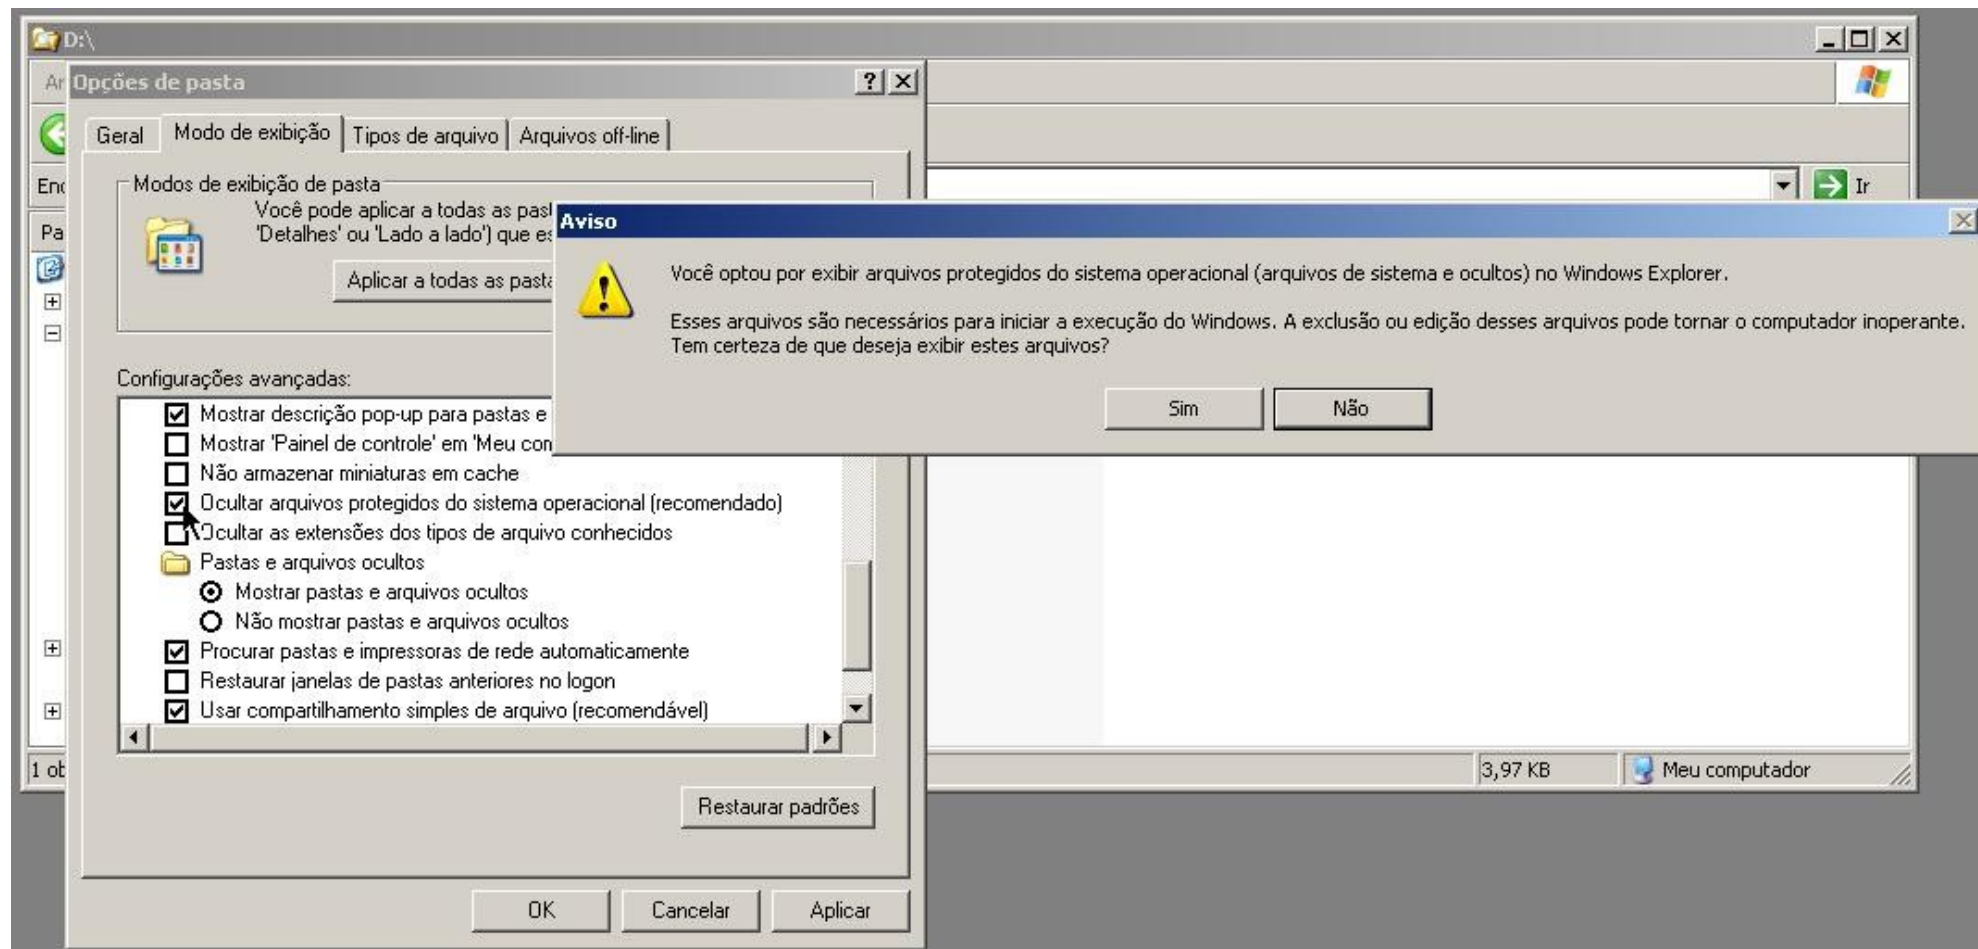 D:\
Opções de pasta
Geral Modo de exibição Tipos de arquivo Arquivos off-line
Modos de exibição de pasta
Você pode aplicar a todas as
'Detalhes' ou 'Lado a lado') que
Aplicar a todas as
Ir
Aviso
Você optou por exibir arquivos protegidos do sistema operacional (arquivos de sistema e ocultos) no Windows Explorer.
Esses arquivos são necessários para iniciar a execução do Windows. A exclusão ou edição desses arquivos pode tornar o computador inoperante.
Tem certeza de que deseja exibir estes arquivos?
Sim Não
Configurações avançadas:
Mostrar descrição pop-up para pastas e
Mostrar 'Painel de controle' em 'Meu
Não armazenar miniaturas em cache
Ocultar arquivos protegidos do sistema operacional (recomendado)
Ocultar as extensões dos tipos de arquivo conhecidos
Pastas e arquivos ocultos
Mostrar pastas e arquivos ocultos
Não mostrar pastas e arquivos ocultos
Procurar pastas e impressoras de rede automaticamente
Restaurar janelas de pastas anteriores no logon
Usar compartilhamento simples de arquivo (recomendável)
Restaurar padrões
OK Cancelar Aplicar
1
3,97 KB
Meu computador